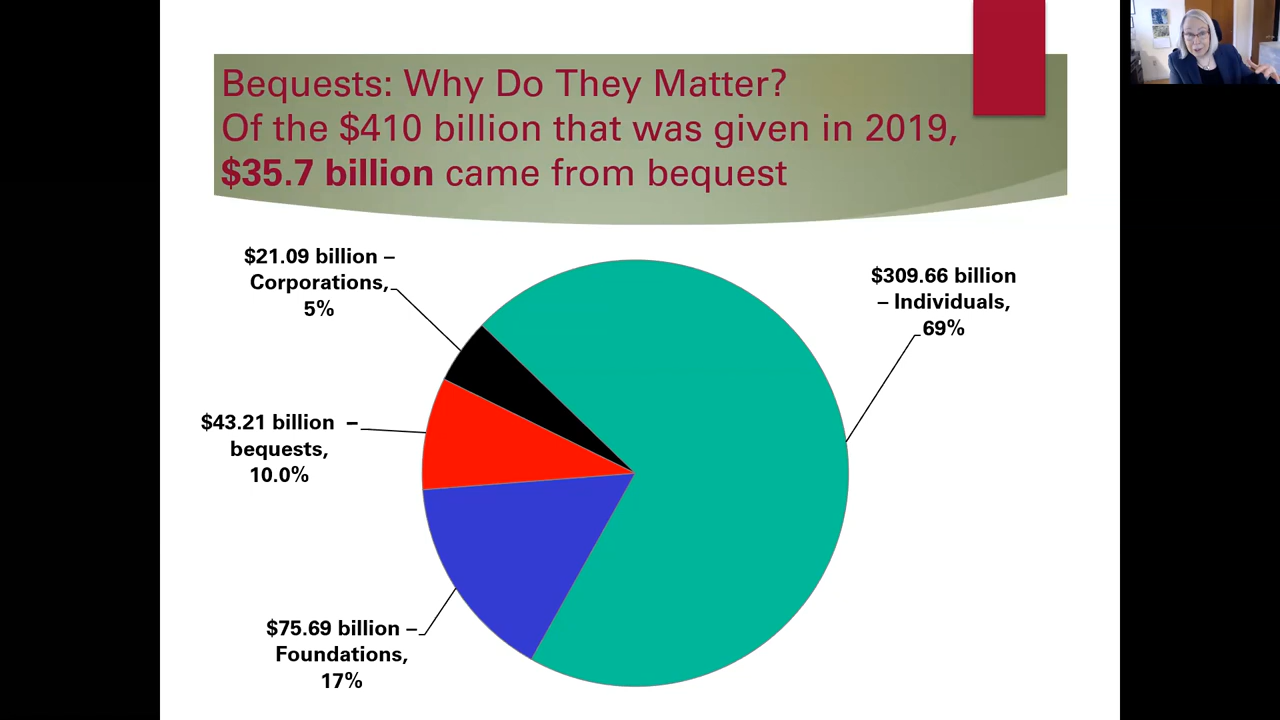 Bequests: Why Do They Matter?
Of the $410 billion that was given in 2019,
$35.7 billion came from bequest
$21.09 billion –
Corporations,
5%
$309.66 billion
– Individuals,
69%
$43.21 billion –
bequests,
10.0%
$75.69 billion –
Foundations,
17%